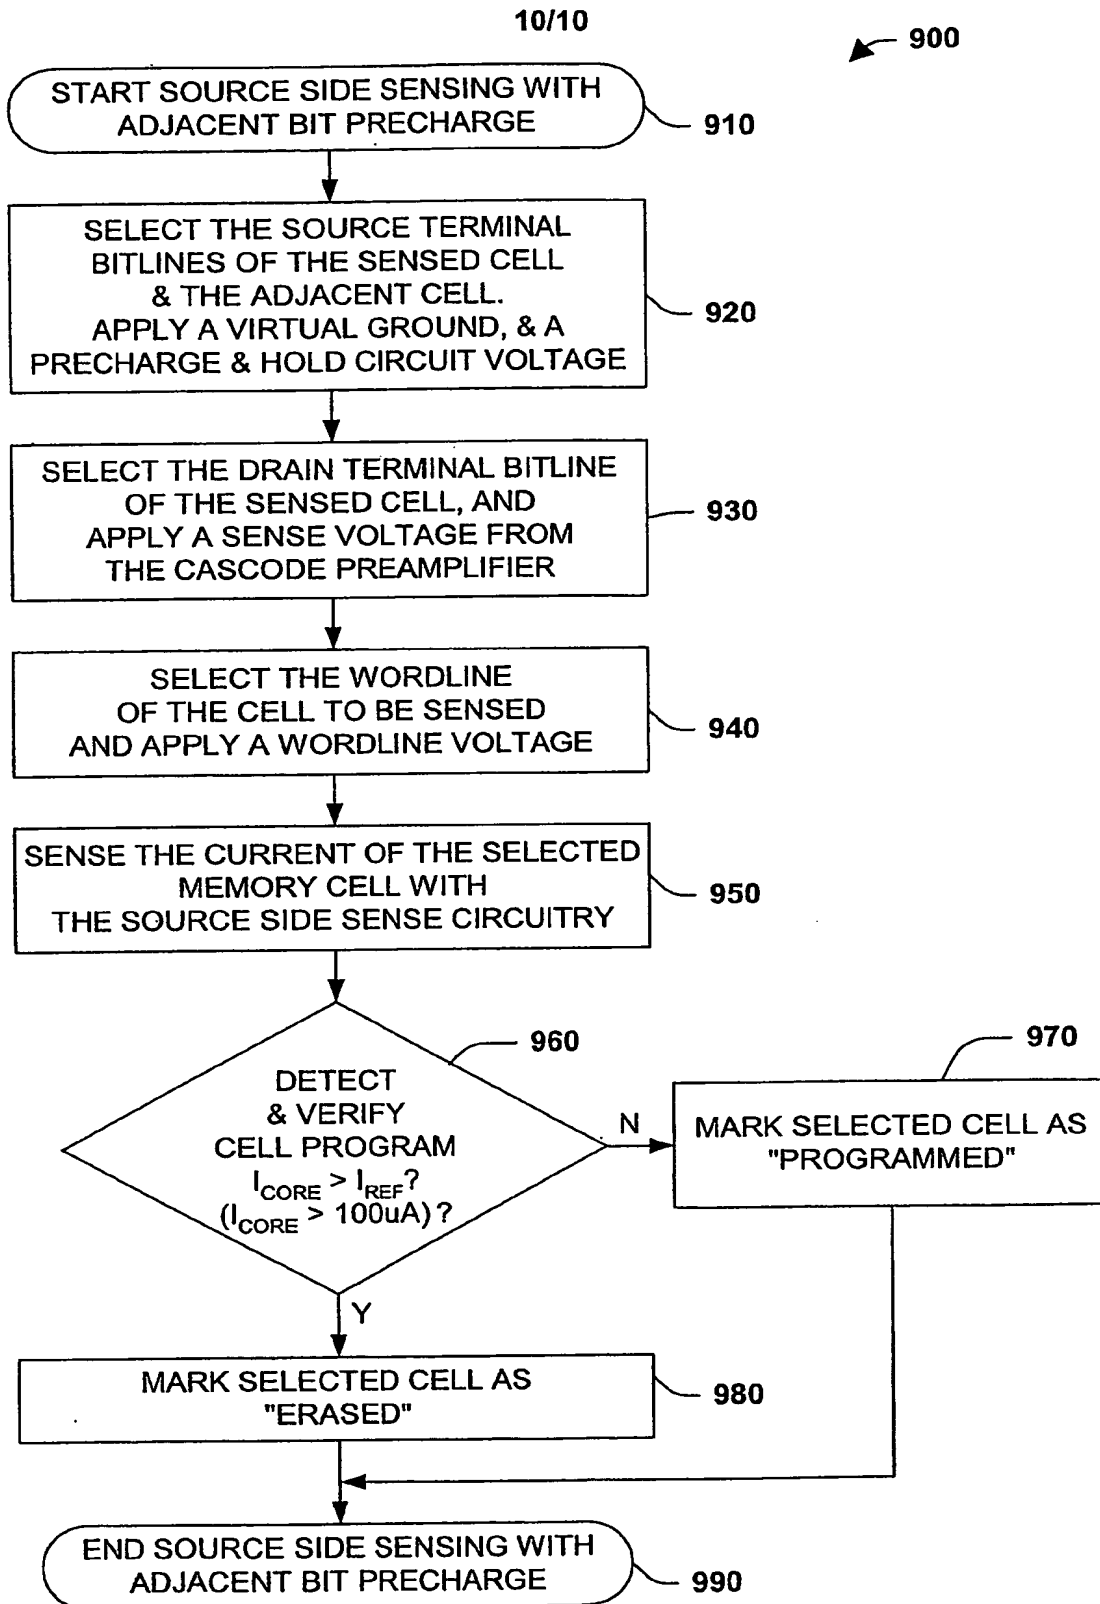 10/10
900
START SOURCE SIDE SENSING WITH
ADJACENT BIT PRECHARGE
910
SELECT THE SOURCE TERMINAL
BITLINES OF THE SENSED CELL
& THE ADJACENT CELL.
APPLY A VIRTUAL GROUND, & A
PRECHARGE & HOLD CIRCUIT VOLTAGE
920
SELECT THE DRAIN TERMINAL BITLINE
OF THE SENSED CELL, AND
APPLY A SENSE VOLTAGE FROM
THE CASCODE PREAMPLIFIER
930
SELECT THE WORDLINE
OF THE CELL TO BE SENSED
AND APPLY A WORDLINE VOLTAGE
940
SENSE THE CURRENT OF THE SELECTED
MEMORY CELL WITH
THE SOURCE SIDE SENSE CIRCUITRY
950
960
DETECT
& VERIFY
CELL PROGRAM
I_CORE > I_REF?
(I_CORE > 100uA)?
N
970
MARK SELECTED CELL AS
"PROGRAMMED"
Y
MARK SELECTED CELL AS
"ERASED"
980
END SOURCE SIDE SENSING WITH
ADJACENT BIT PRECHARGE
990